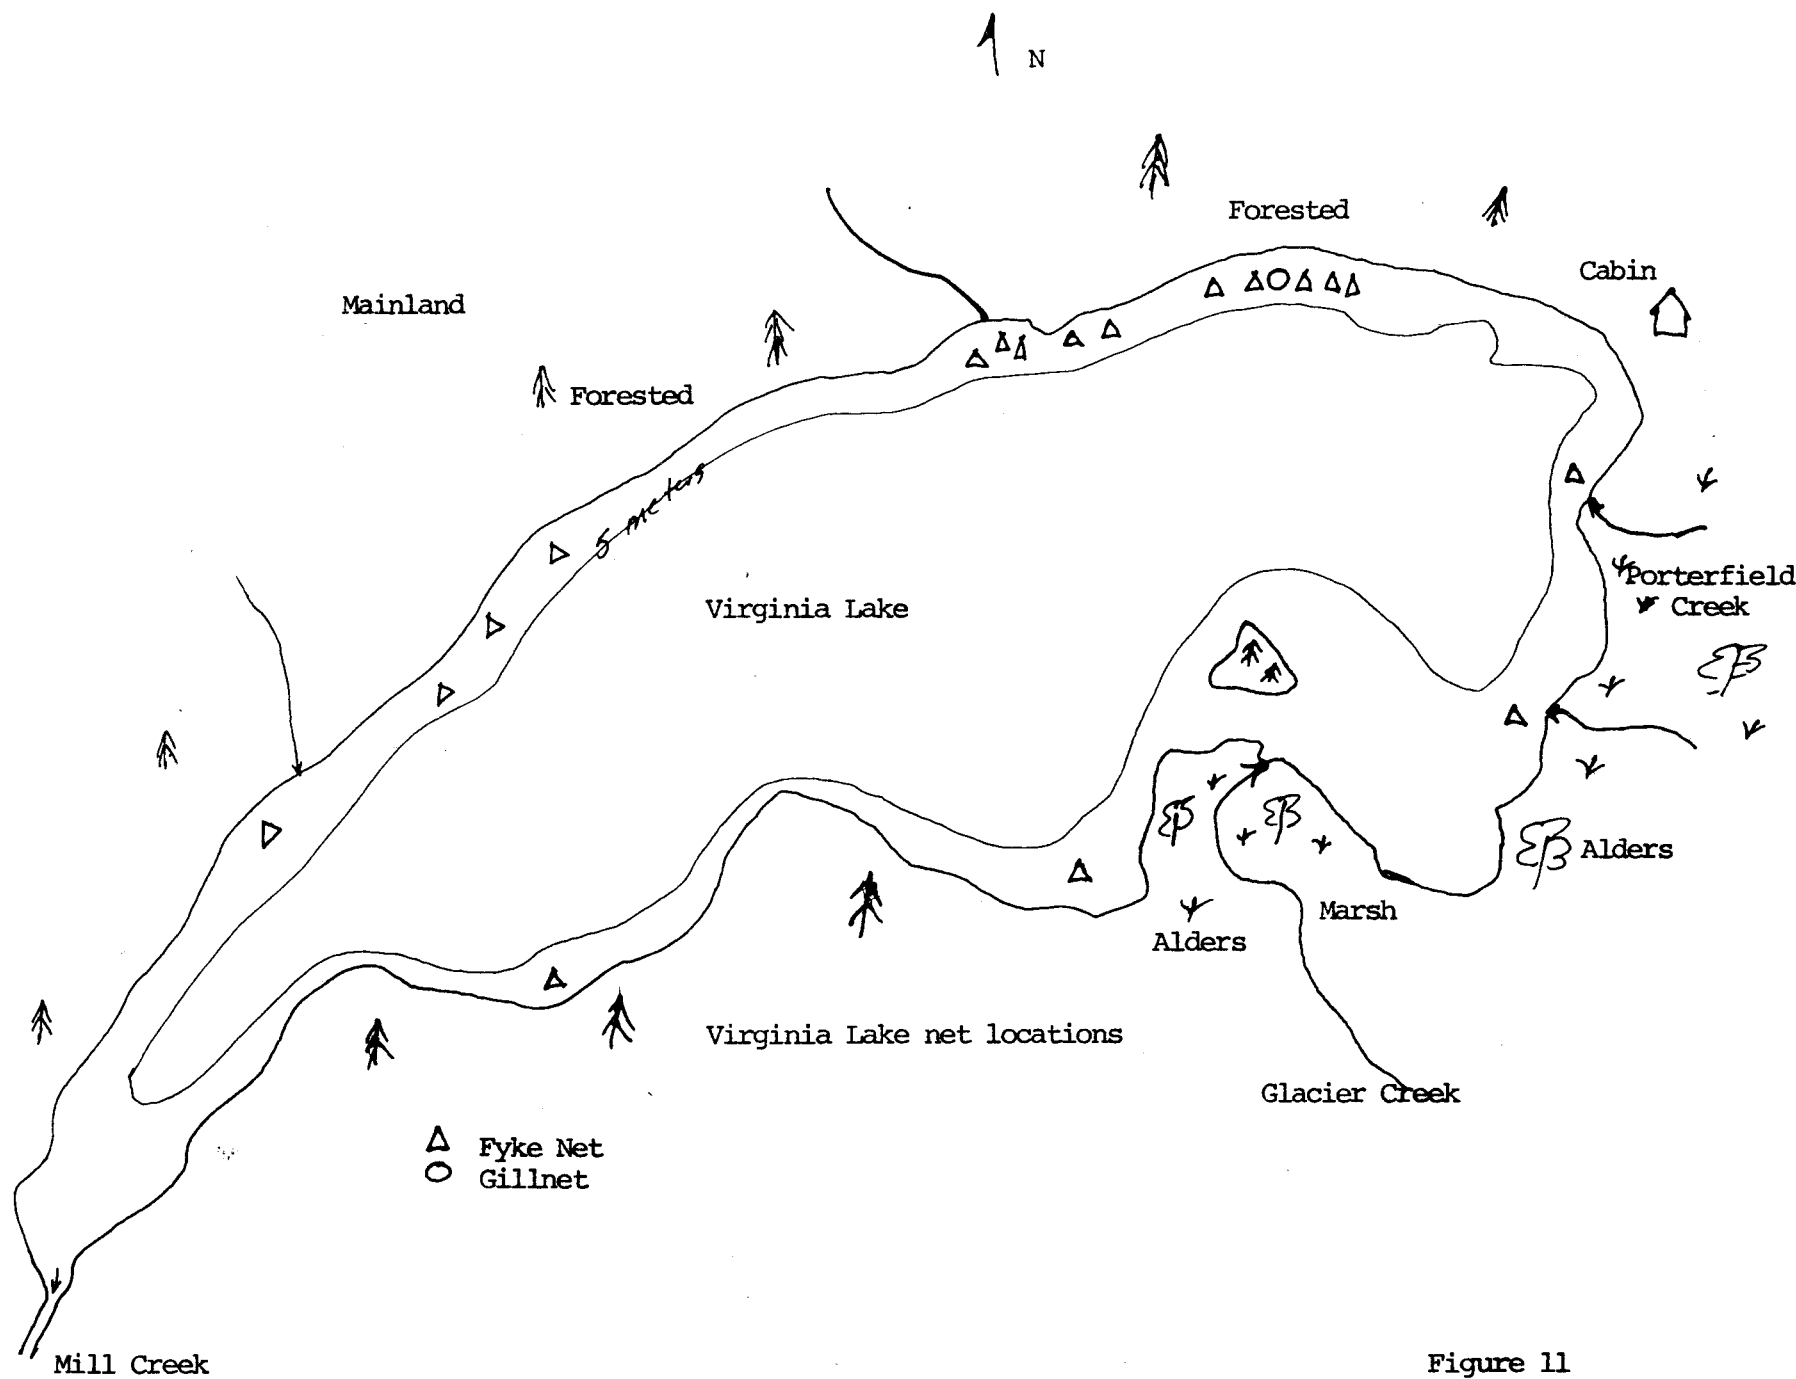 N
Forested
Cabin
Mainland
Forested
5 meters
Porterfield
Creek
Virginia Lake
Alders
Marsh
Alders
Virginia Lake net locations
Glacier Creek
Fyke Net
Gillnet
Mill Creek
Figure 11